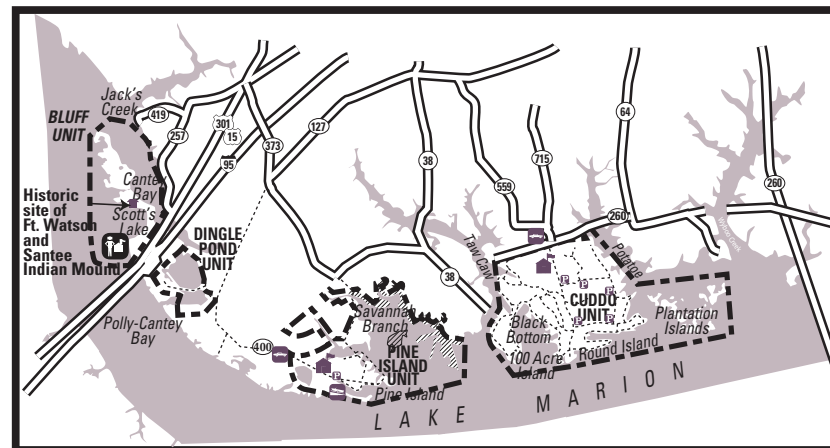 Jack's
Creek
BLUFF
UNIT
419
257
301
15
95
373
127
38
559
715
64
260
260
Cantey
Bay
Scott's
Lake
Historic
site of
Ft. Watson
and
Santee
Indian Mound
DINGLE
POND
UNIT
Polly-Cantey
Bay
Taw Caw
Potatoe
Wyboo Creek
38
Savannah
Branch
PINE
ISLAND
UNIT
Pine Island
400
P
P
P
P
P
P
P
CUDDO
UNIT
Black
Bottom
100 Acre
Island
Round Island
Plantation
Islands
LAKE MARION